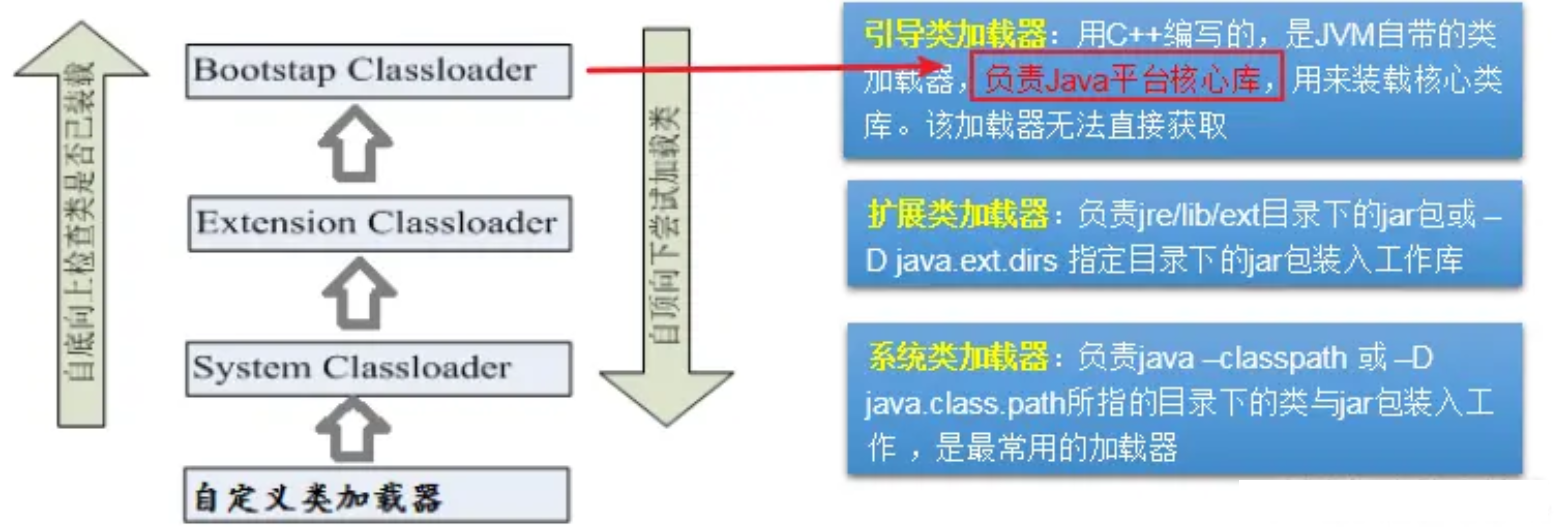 自底向上检查类是否已装载
Bootstap Classloader
Extension Classloader
System Classloader
自定义类加载器
自顶向下尝试加载类
引导类加载器：用C++编写的，是JVM自带的类
加载器，负责Java平台核心库，用来装载核心类
库。该加载器无法直接获取
扩展类加载器：负责jre/lib/ext目录下的jar包或 –
D java.ext.dirs 指定目录下的jar包装入工作库
系统类加载器：负责java –classpath 或 –D
java.class.path所指的目录下的类与jar包装入工
作 ，是最常用的加载器